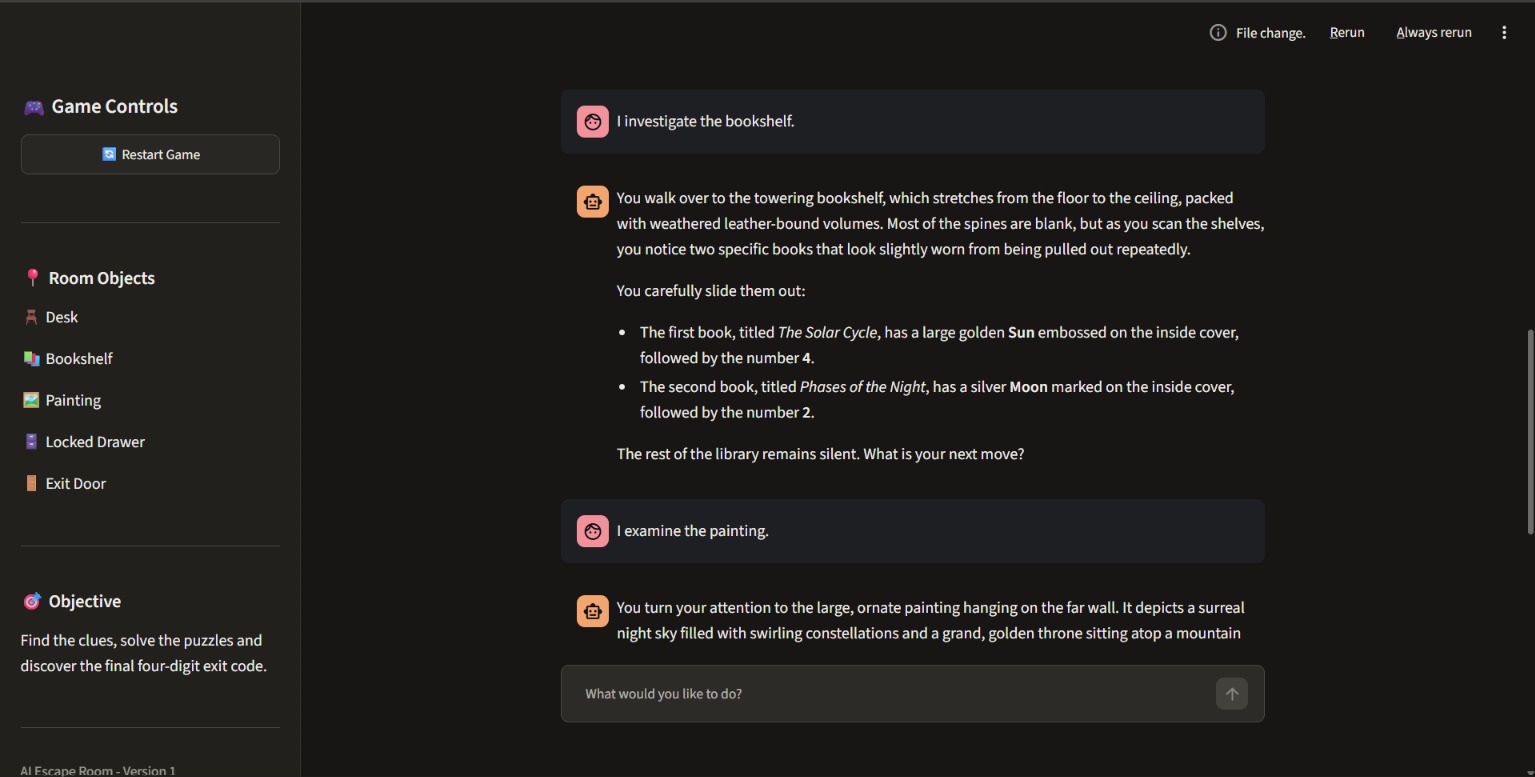 File change.
Rerun
Always rerun
Game Controls
Restart Game
Room Objects
Desk
Bookshelf
Painting
Locked Drawer
Exit Door
Objective
Find the clues, solve the puzzles and
discover the final four-digit exit code.
AI Escape Room - Version 1
I investigate the bookshelf.
You walk over to the towering bookshelf, which stretches from the floor to the ceiling, packed
with weathered leather-bound volumes. Most of the spines are blank, but as you scan the shelves,
you notice two specific books that look slightly worn from being pulled out repeatedly.
You carefully slide them out:
• The first book, titled The Solar Cycle, has a large golden Sun embossed on the inside cover,
followed by the number 4.
• The second book, titled Phases of the Night, has a silver Moon marked on the inside cover,
followed by the number 2.
The rest of the library remains silent. What is your next move?
I examine the painting.
You turn your attention to the large, ornate painting hanging on the far wall. It depicts a surreal
night sky filled with swirling constellations and a grand, golden throne sitting atop a mountain
What would you like to do?